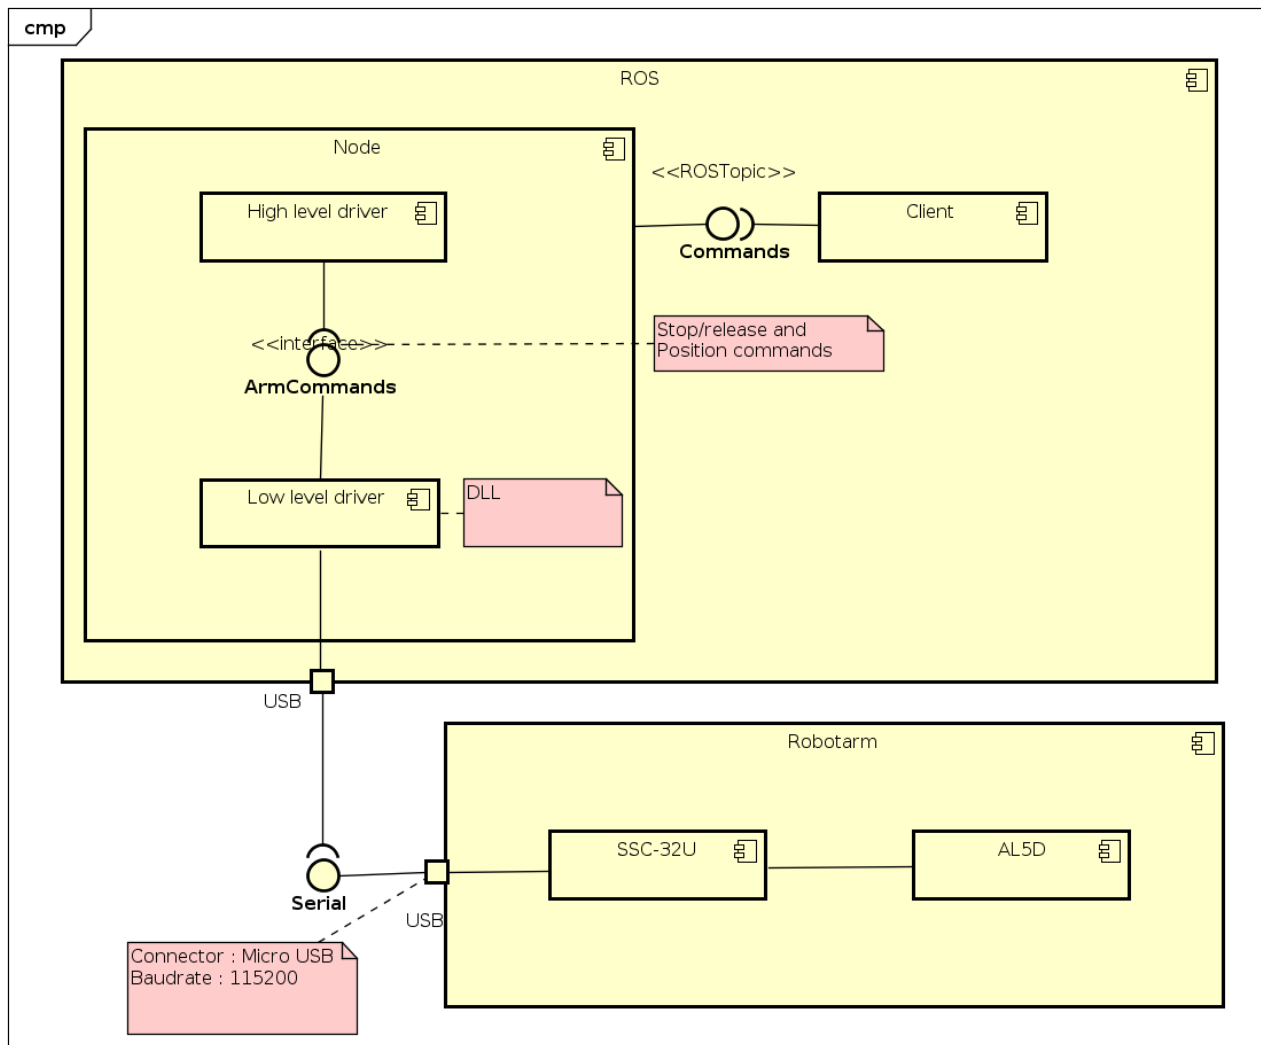 cmp
ROS
Node
<<ROSTopic>>
High level driver
Client
Commands
Stop/release and
Position commands
<<interface>>
ArmCommands
Low level driver
DLL
USB
Robotarm
SSC-32U
AL5D
Serial
USB
Connector : Micro USB
Baudrate : 115200